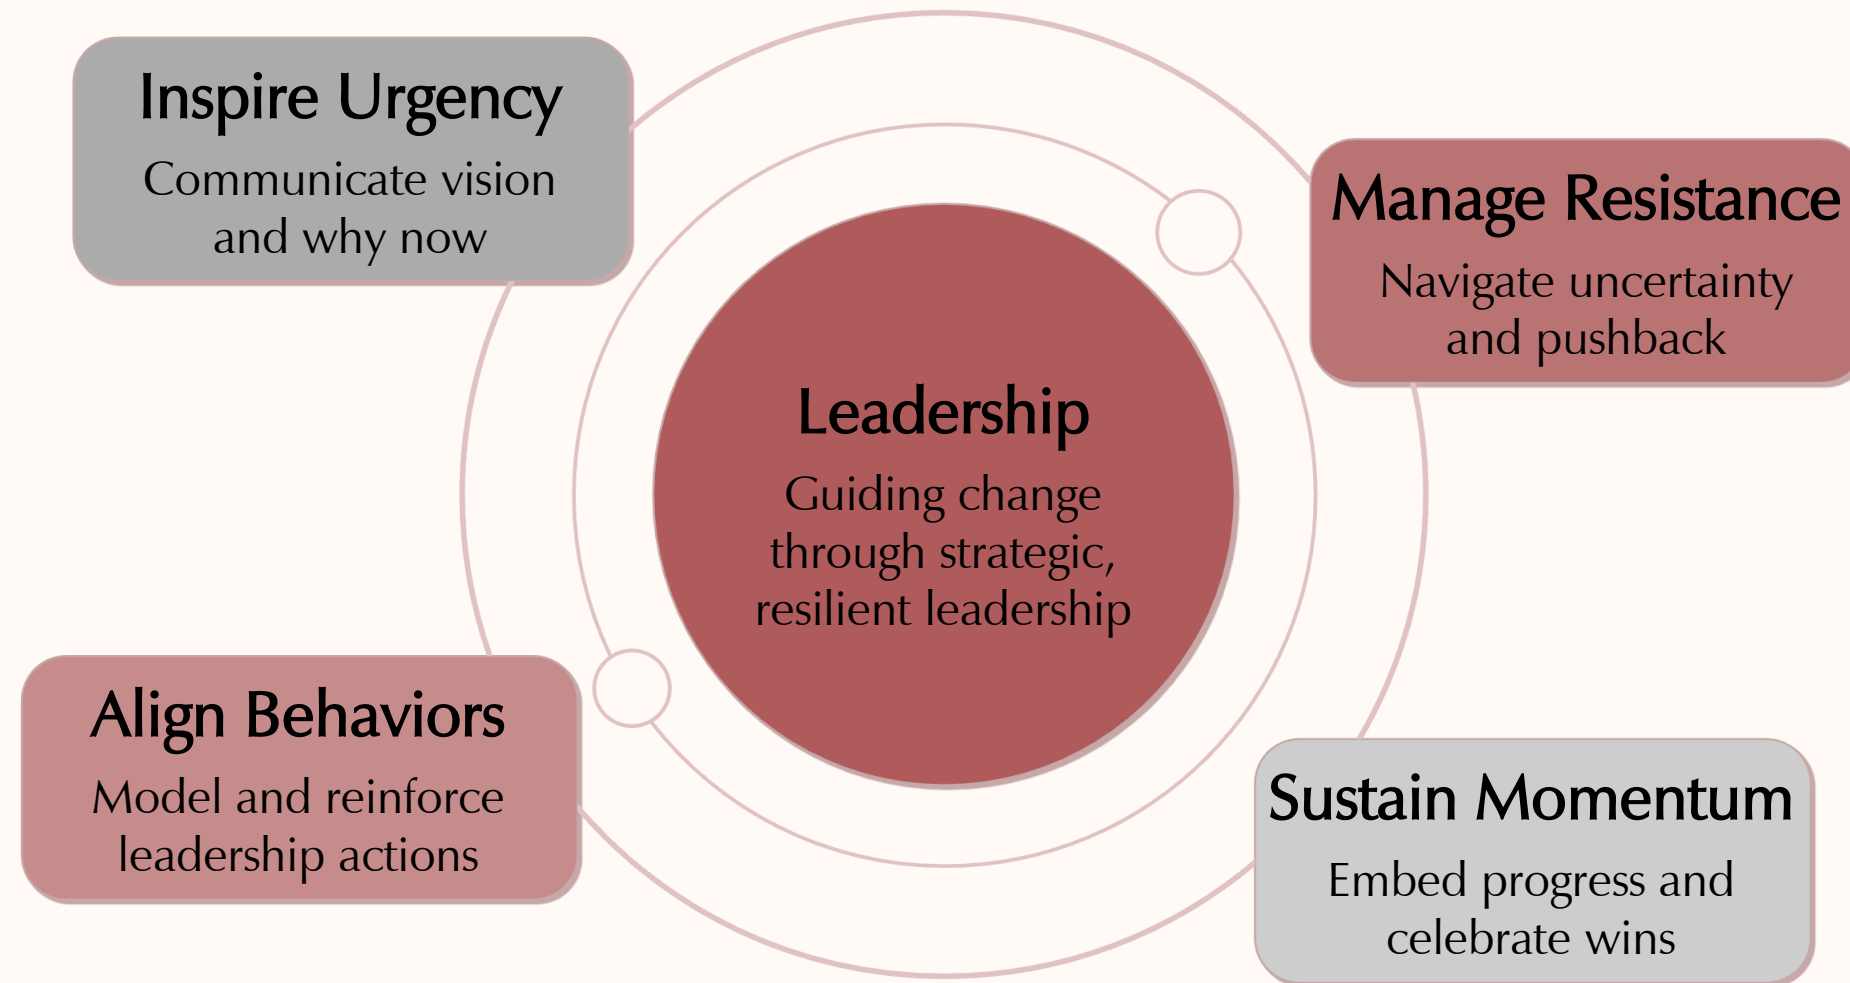 Inspire Urgency
Communicate vision
and why now
Manage Resistance
Navigate uncertainty
and pushback
Leadership
Guiding change
through strategic,
resilient leadership
Align Behaviors
Model and reinforce
leadership actions
Sustain Momentum
Embed progress and
celebrate wins